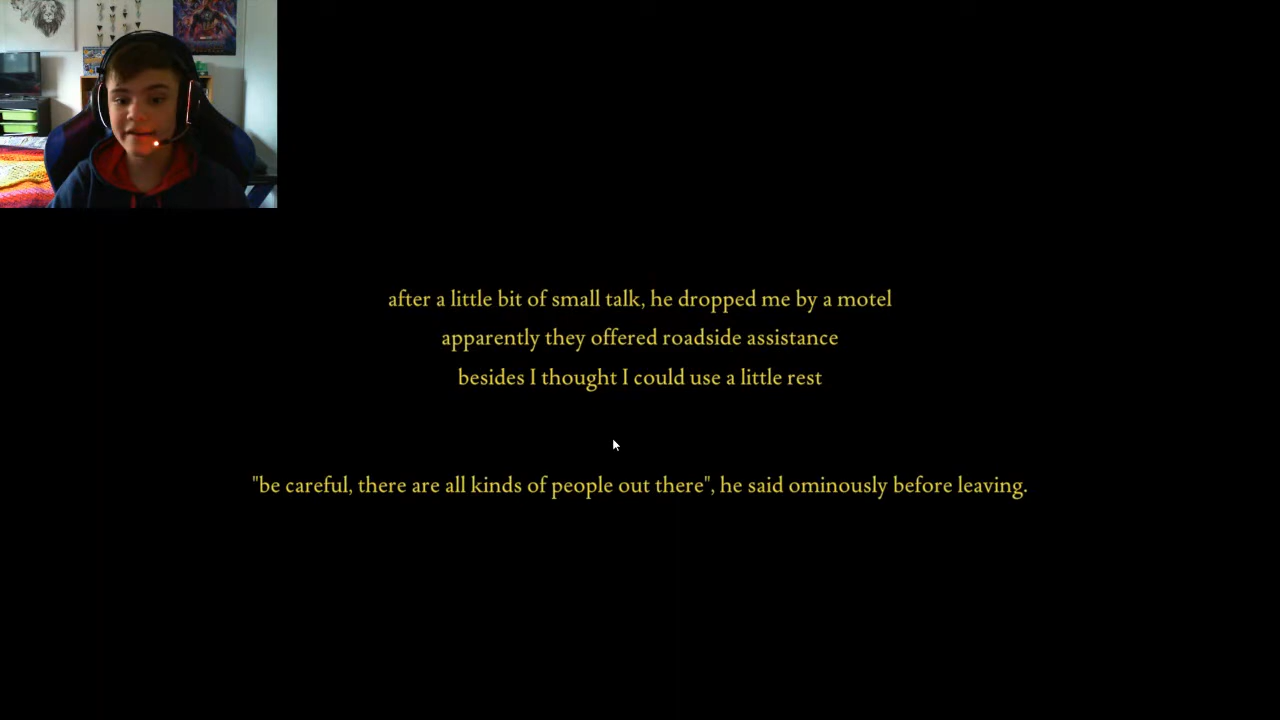 after a little bit of small talk, he dropped me by a motel
apparently they offered roadside assistance
besides I thought I could use a little rest
"be careful, there are all kinds of people out there", he said ominously before leaving.